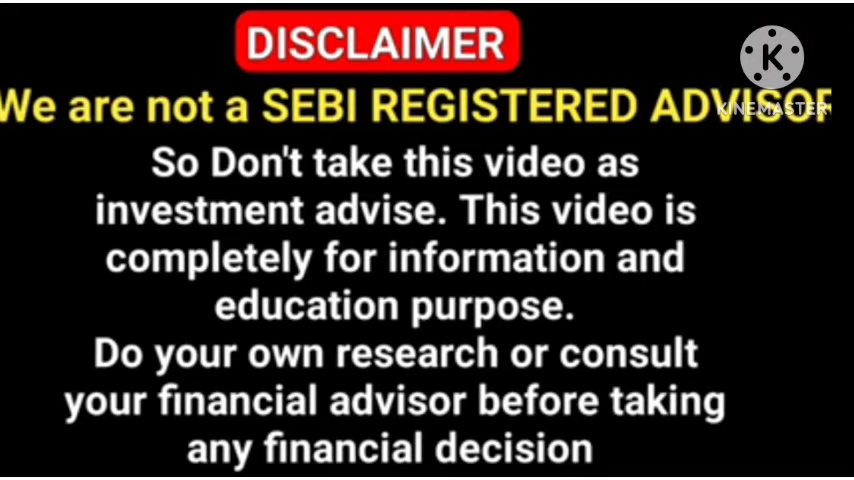 DISCLAIMER
KINEMASTER
We are not a SEBI REGISTERED ADVISOR
So Don't take this video as
investment advise. This video is
completely for information and
education purpose.
Do your own research or consult
your financial advisor before taking
any financial decision